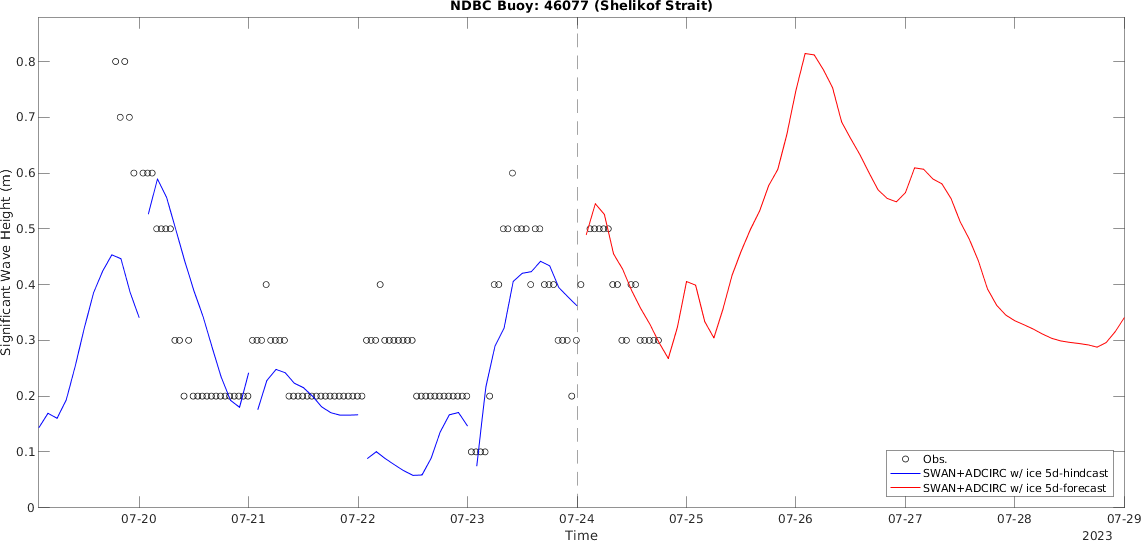 NDBC Buoy: 46077 (Shelikof Strait)
Significant Wave Height (m)
0.8
0.7
0.6
0.5
0.4
0.3
0.2
0.1
0
Obs.
SWAN+ADCIRC w/ ice 5d-hindcast
SWAN+ADCIRC w/ ice 5d-forecast
07-20 07-21 07-22 07-23 07-24 07-25 07-26 07-27 07-28 07-29
Time 2023